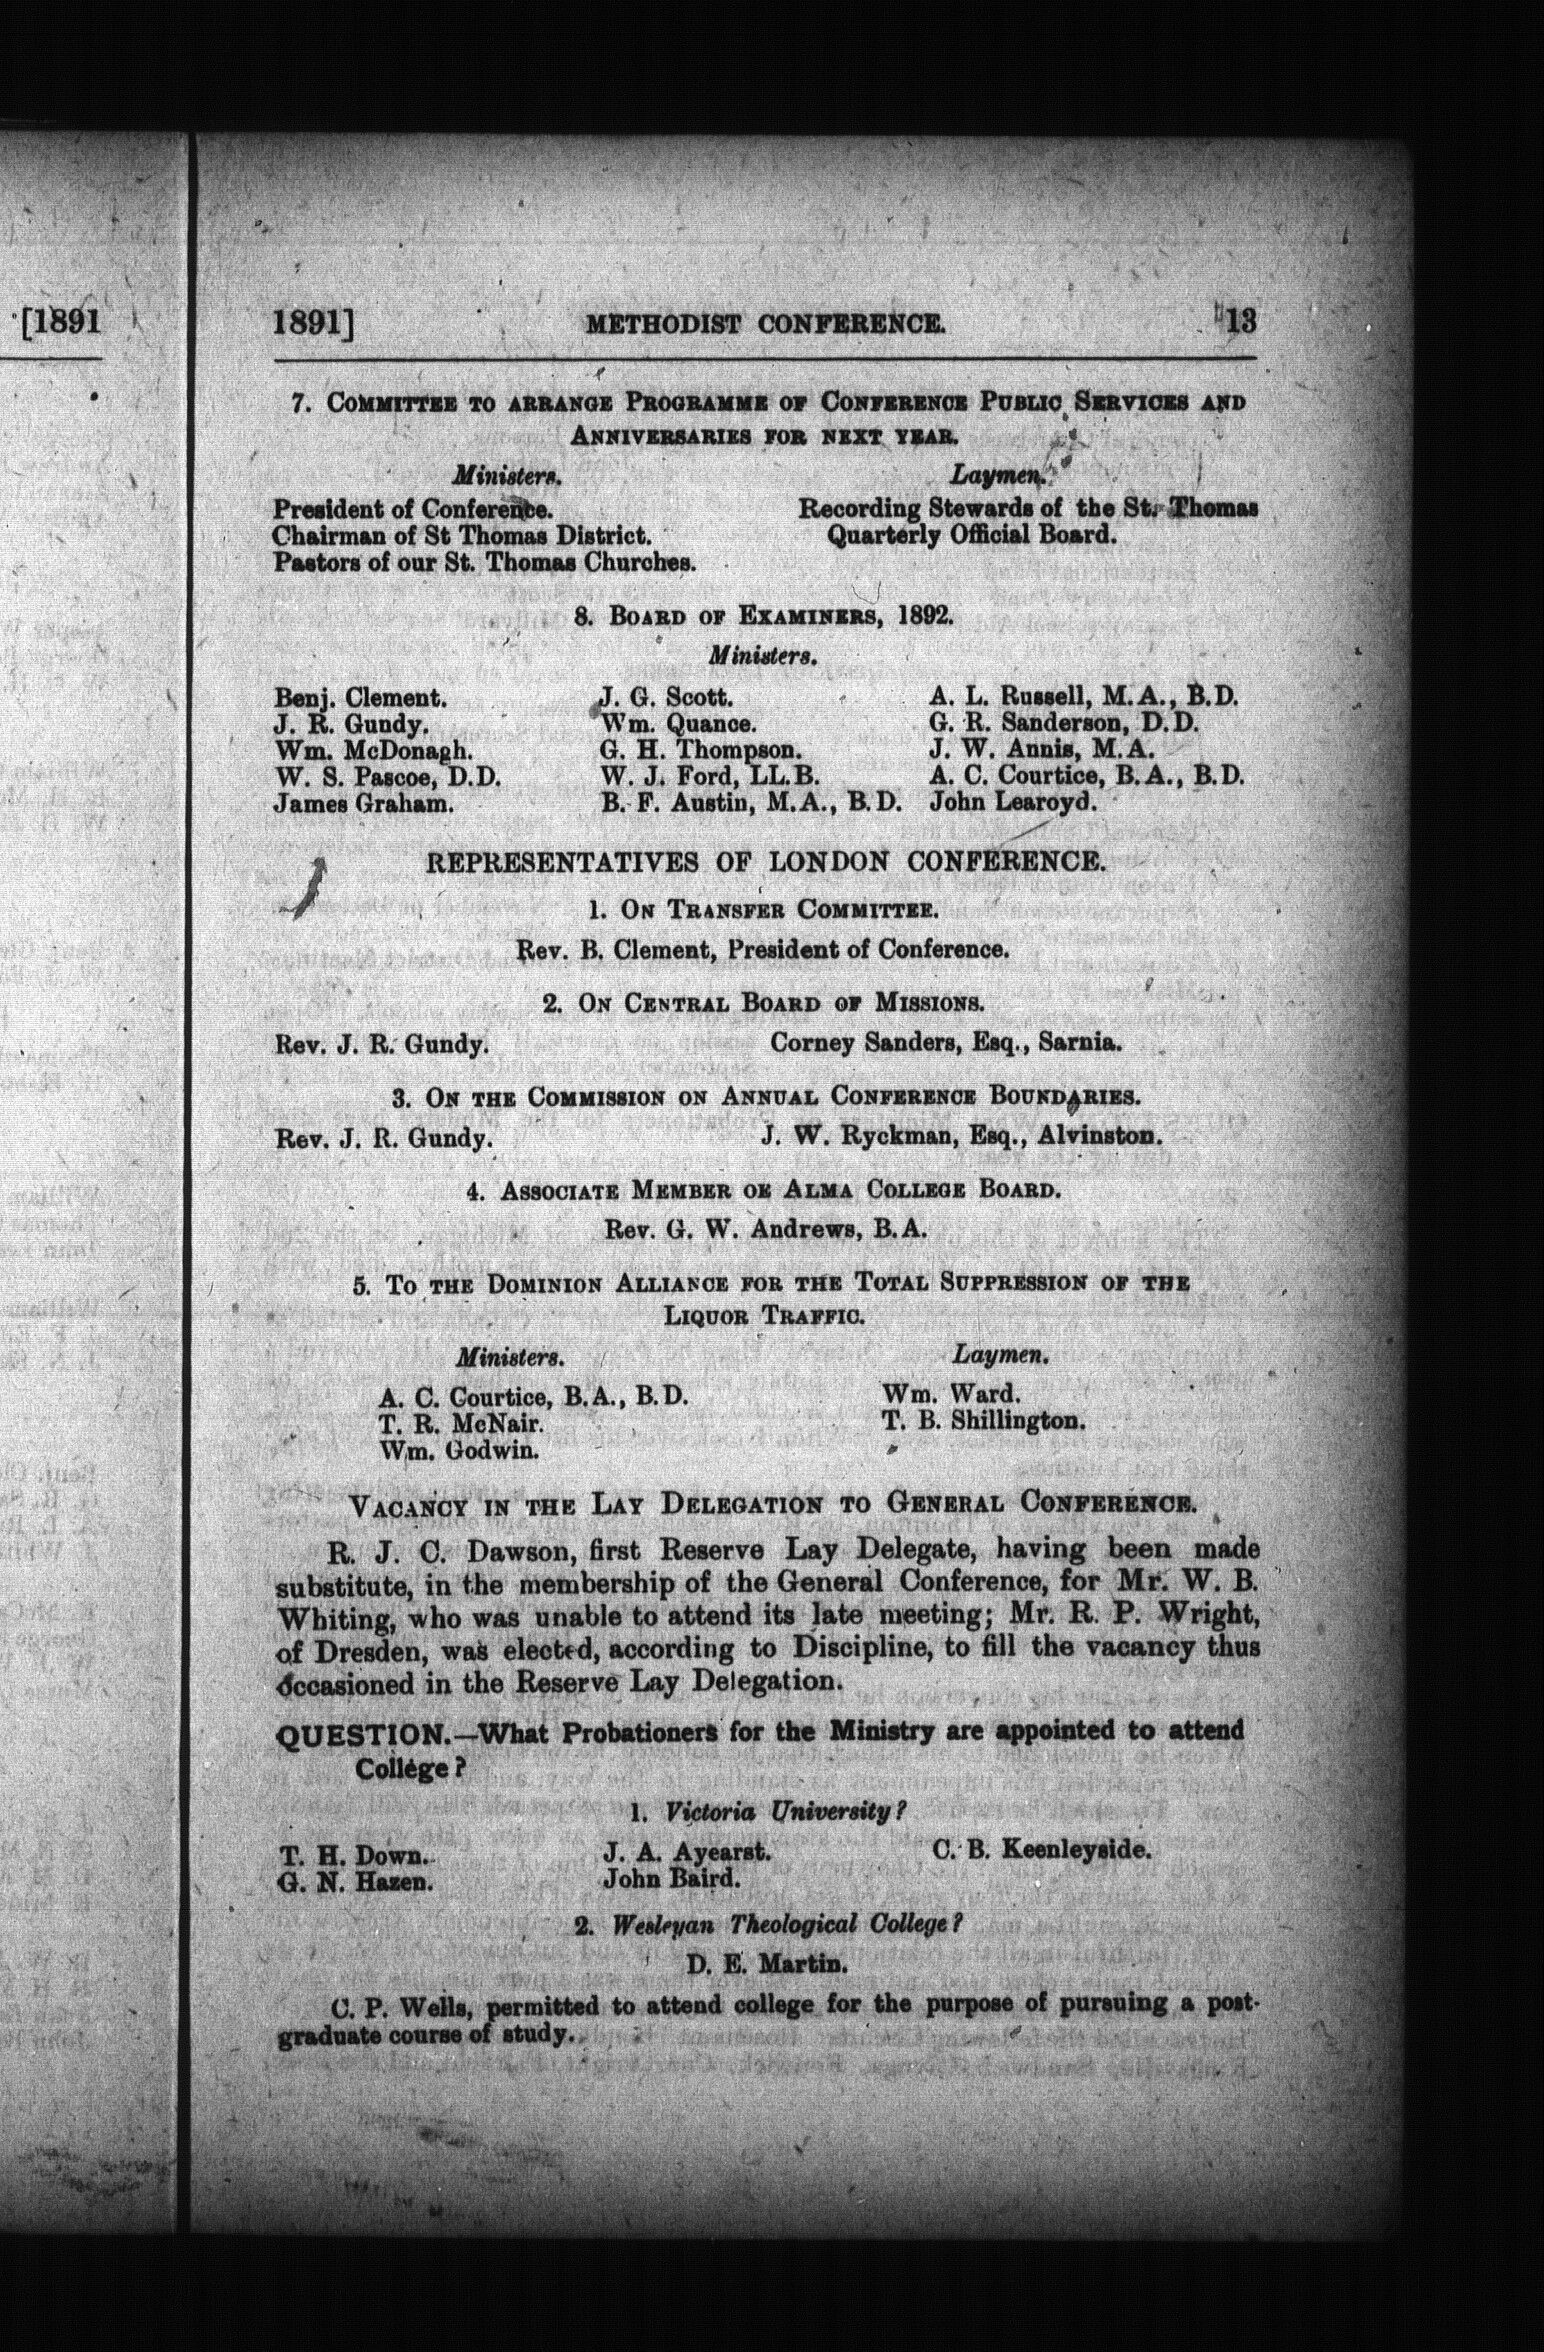 [1891
1891] METHODIST CONFERENCE. 13
7. Committee to arrange Programme of Conference Public Services and
Anniversaries for next year.
Ministers. Laymen.
President of Conference. Recording Stewards of the St. Thomas
Chairman of St Thomas District. Quarterly Official Board.
Pastors of our St. Thomas Churches.
8. Board of Examiners, 1892.
Ministers.
Benj. Clement. J. G. Scott. A. L. Russell, M.A., B.D.
J. R. Gundy. Wm. Quance. G. R. Sanderson, D.D.
Wm. McDonagh. G. H. Thompson. J. W. Annis, M.A.
W. S. Pascoe, D.D. W. J. Ford, LL.B. A. C. Courtice, B.A., B.D.
James Graham. B. F. Austin, M.A., B.D. John Learoyd.
REPRESENTATIVES OF LONDON CONFERENCE.
1. On Transfer Committee.
Rev. B. Clement, President of Conference.
2. On Central Board of Missions.
Rev. J. R. Gundy. Corney Sanders, Esq., Sarnia.
3. On the Commission on Annual Conference Boundaries.
Rev. J. R. Gundy. J. W. Ryckman, Esq., Alvinston.
4. Associate Member oe Alma College Board.
Rev. G. W. Andrews, B.A.
5. To the Dominion Alliance for the Total Suppression of the
Liquor Traffic.
Ministers. Laymen.
A. C. Courtice, B.A., B.D. Wm. Ward.
T. R. McNair. T. B. Shillington.
Wm. Godwin.
Vacancy in the Lay Delegation to General Conference.
R. J. C. Dawson, first Reserve Lay Delegate, having been made
substitute, in the membership of the General Conference, for Mr. W. B.
Whiting, who was unable to attend its late meeting; Mr. R. P. Wright,
of Dresden, was elected, according to Discipline, to fill the vacancy thus
occasioned in the Reserve Lay Delegation.
QUESTION.—What Probationers for the Ministry are appointed to attend
College?
1. Victoria University?
T. H. Down. J. A. Ayearst. C. B. Keenleyside.
G. N. Hazen. John Baird.
2. Wesleyan Theological College?
D. E. Martin.
C. P. Wells, permitted to attend college for the purpose of pursuing a post-
graduate course of study.